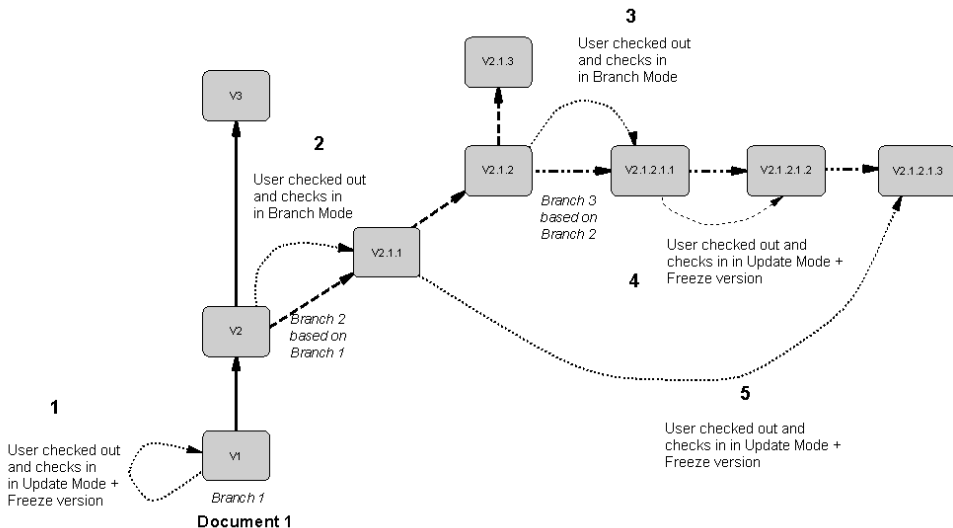 3
User checked out
and checks in
in Branch Mode
V2.1.3
V3
2
User checked out
and checks in
in Branch Mode
V2.1.2
V2.1.2.1.1
V2.1.2.1.2
V2.1.2.1.3
Branch 3
based on
Branch 2
V2.1.1
User checked out and
checks in in Update Mode +
Freeze version
4
V2
Branch 2
based on
Branch 1
5
User checked out and
checks in in Update Mode +
Freeze version
1
User checked out
and checks in
in Update Mode +
Freeze version
V1
Branch 1
Document 1